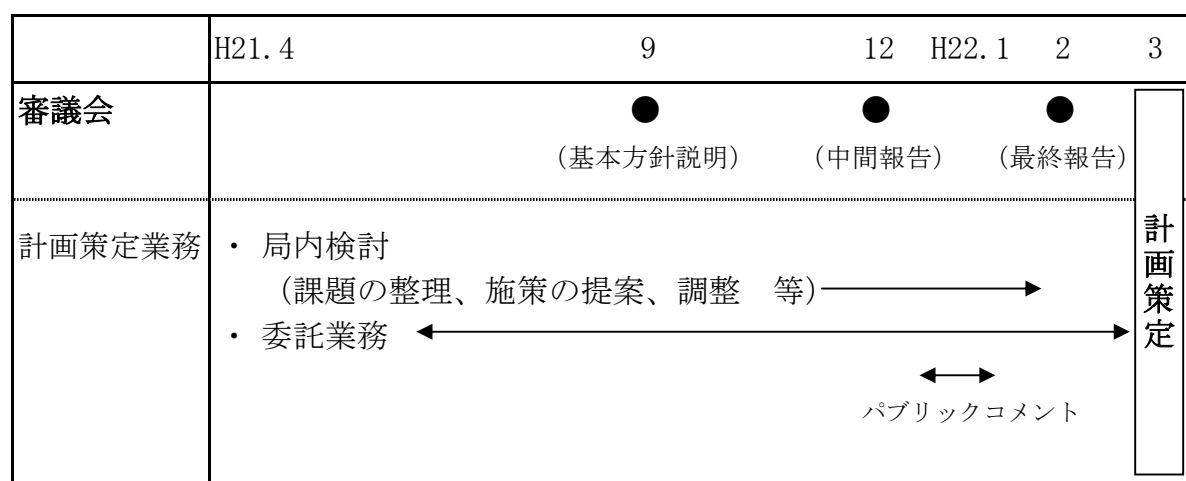 H21.4 9 12 H22.1 2 3
審議会 ● ● ●
(基本方針説明) (中間報告) (最終報告)
計画策定業務 ・ 局内検討
(課題の整理、施策の提案、調整　等)
・ 委託業務
パブリックコメント
計画策定